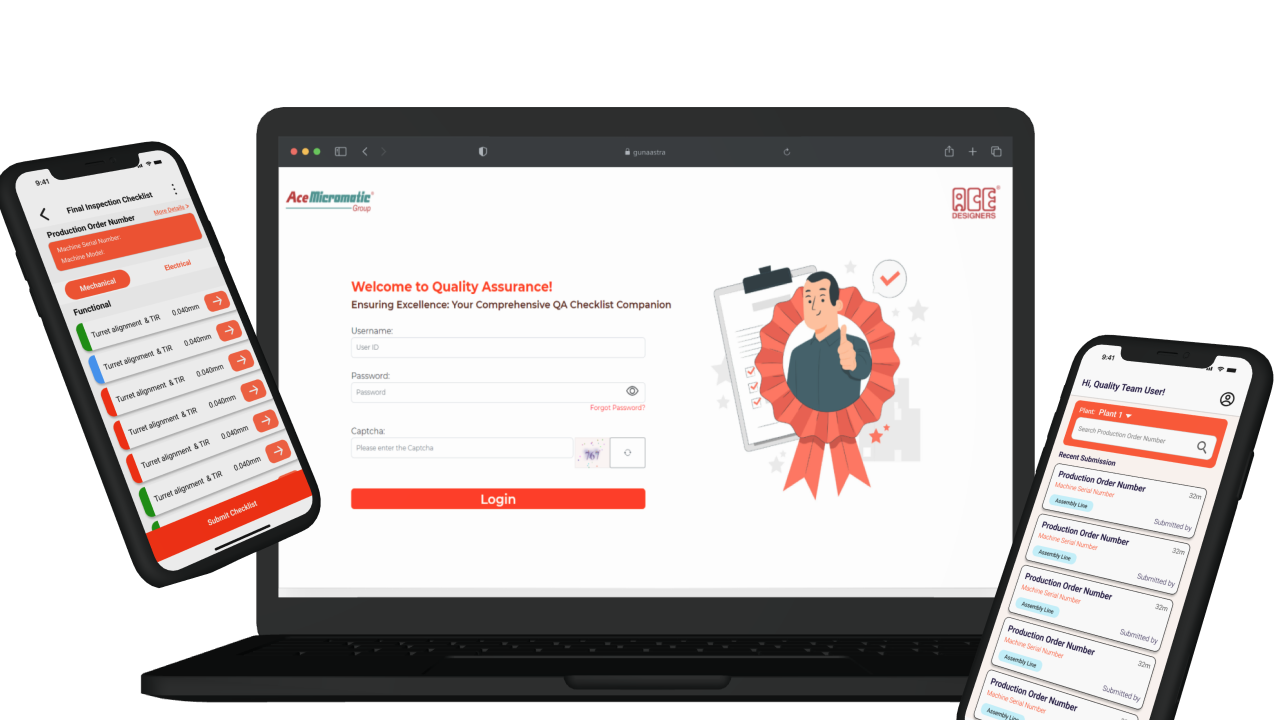 9:41
Final Inspection Checklist
Production Order Number
More Details >
Machine Serial Number:
Machine Model:
Mechanical
Electrical
Functional
Turret alignment & TIR 0.040mm
Turret alignment & TIR 0.040mm
Turret alignment & TIR 0.040mm
Turret alignment & TIR 0.040mm
Turret alignment & TIR 0.040mm
Turret alignment & TIR 0.040mm
Submit Checklist
gunaastra
Ace Micromatic®
Group
ACE®
DESIGNERS
Welcome to Quality Assurance!
Ensuring Excellence: Your Comprehensive QA Checklist Companion
Username:
User ID
Password:
Password
Forgot Password?
Captcha:
Please enter the Captcha
Login
9:41
Hi, Quality Team User!
Plant: Plant 1
Search Production Order Number
Recent Submission
Production Order Number 32m
Machine Serial Number
Assembly Line
Submitted by
Production Order Number 32m
Machine Serial Number
Assembly Line
Submitted by
Production Order Number 32m
Machine Serial Number
Assembly Line
Submitted by
Production Order Number 32m
Machine Serial Number
Assembly Line
Submitted by
Production Order Number
Machine Serial Number
Assembly Line